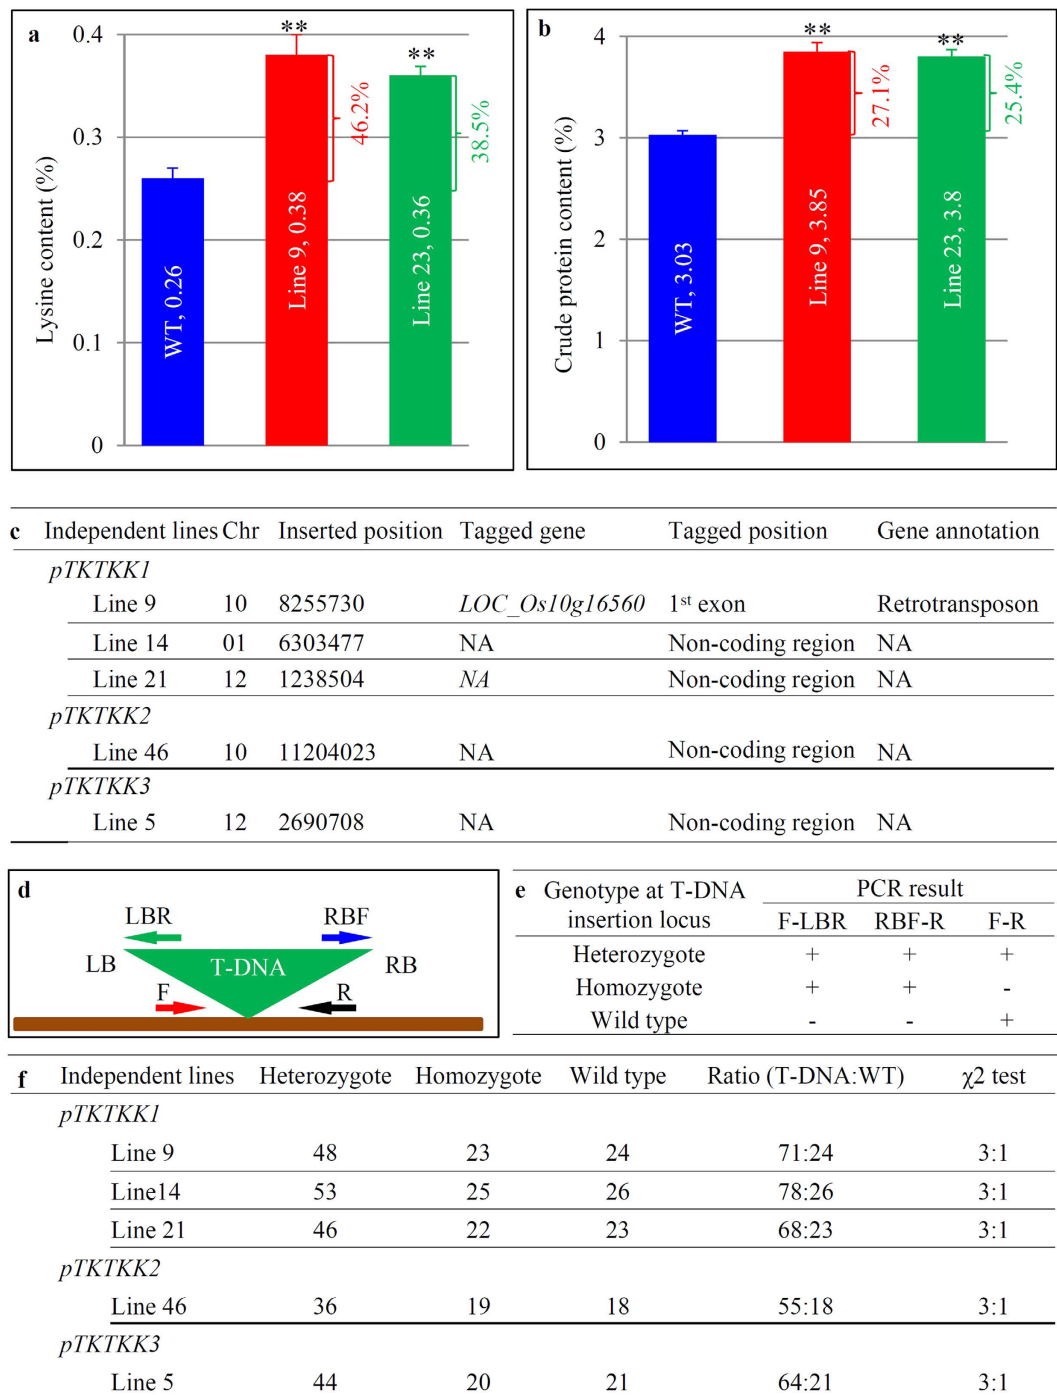 a
Lysine content (%)
0.4
0.3
0.2
0.1
0
**
**
46.2%
38.5%
WT, 0.26
Line 9, 0.38
Line 23, 0.36
b
Crude protein content (%)
4
3
2
1
0
**
**
27.1%
25.4%
WT, 3.03
Line 9, 3.85
Line 23, 3.8
c Independent lines Chr Inserted position Tagged gene Tagged position Gene annotation
pTKTKK1
Line 9 10 8255730 LOC_Os10g16560 1st exon Retrotransposon
Line 14 01 6303477 NA Non-coding region NA
Line 21 12 1238504 NA Non-coding region NA
pTKTKK2
Line 46 10 11204023 NA Non-coding region NA
pTKTKK3
Line 5 12 2690708 NA Non-coding region NA
d
LBR RBF
LB T-DNA RB
F R
e Genotype at T-DNA PCR result
insertion locus F-LBR RBF-R F-R
Heterozygote + + +
Homozygote + + -
Wild type - - +
f Independent lines Heterozygote Homozygote Wild type Ratio (T-DNA:WT) χ2 test
pTKTKK1
Line 9 48 23 24 71:24 3:1
Line14 53 25 26 78:26 3:1
Line 21 46 22 23 68:23 3:1
pTKTKK2
Line 46 36 19 18 55:18 3:1
pTKTKK3
Line 5 44 20 21 64:21 3:1